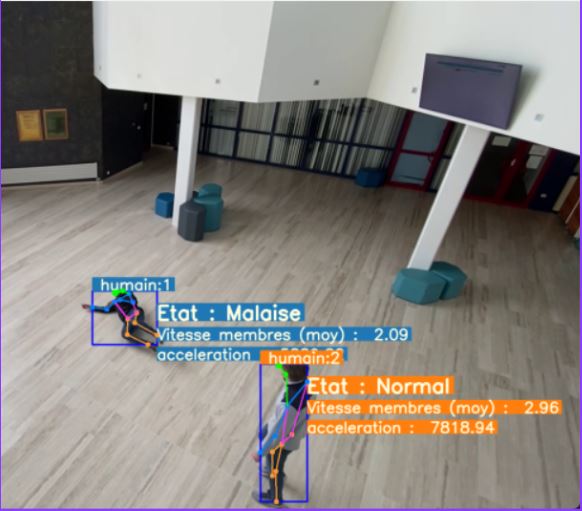 humain:1
Etat : Malaise
Vitesse membres (moy) : 2.09
acceleration
humain:2
Etat : Normal
Vitesse membres (moy) : 2.96
acceleration : 7818.94